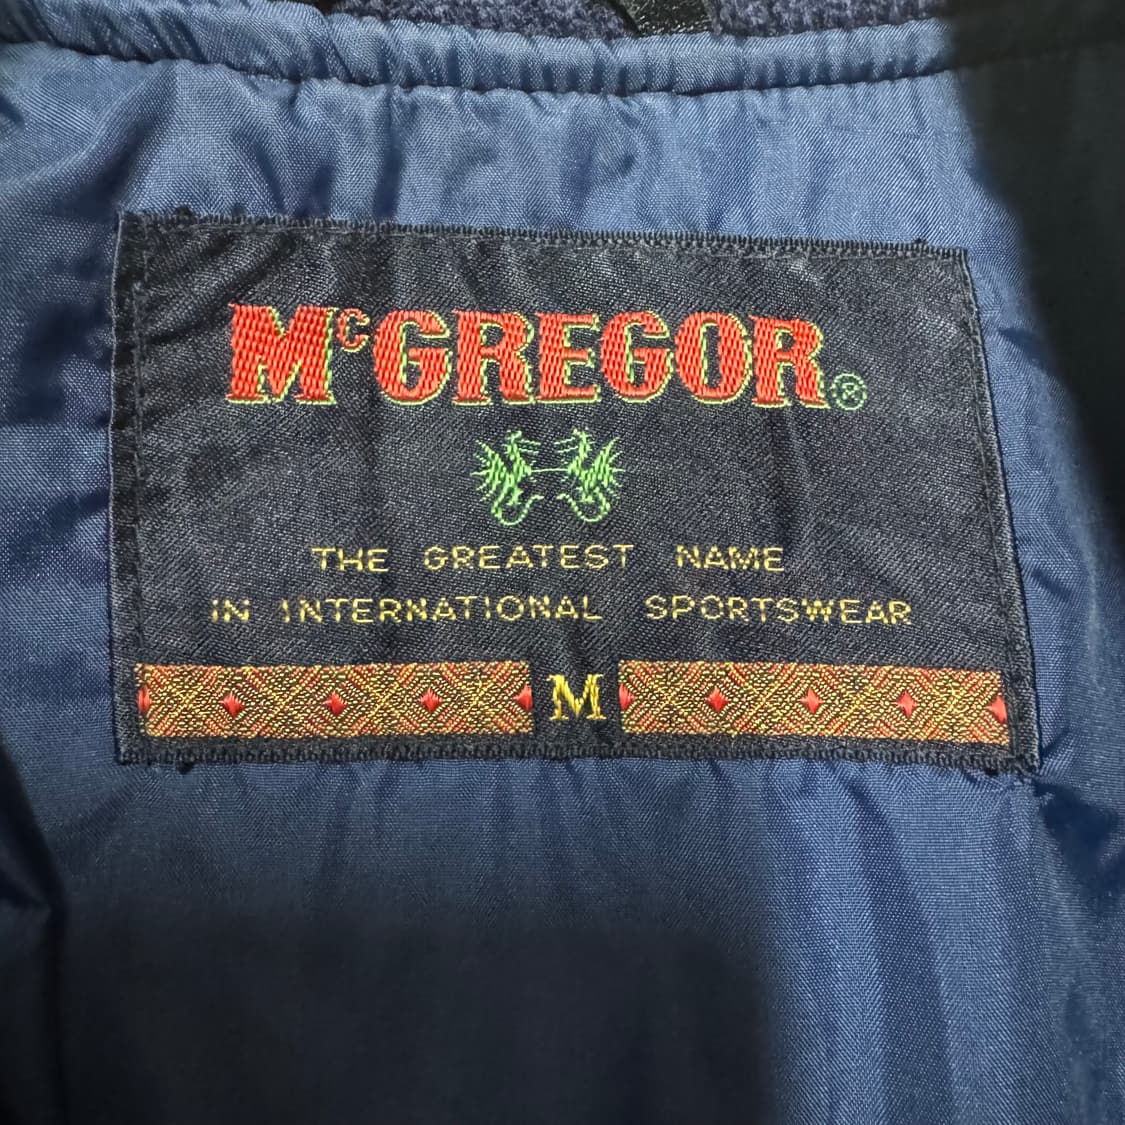 McGREGOR®
THE GREATEST NAME
IN INTERNATIONAL SPORTSWEAR
M